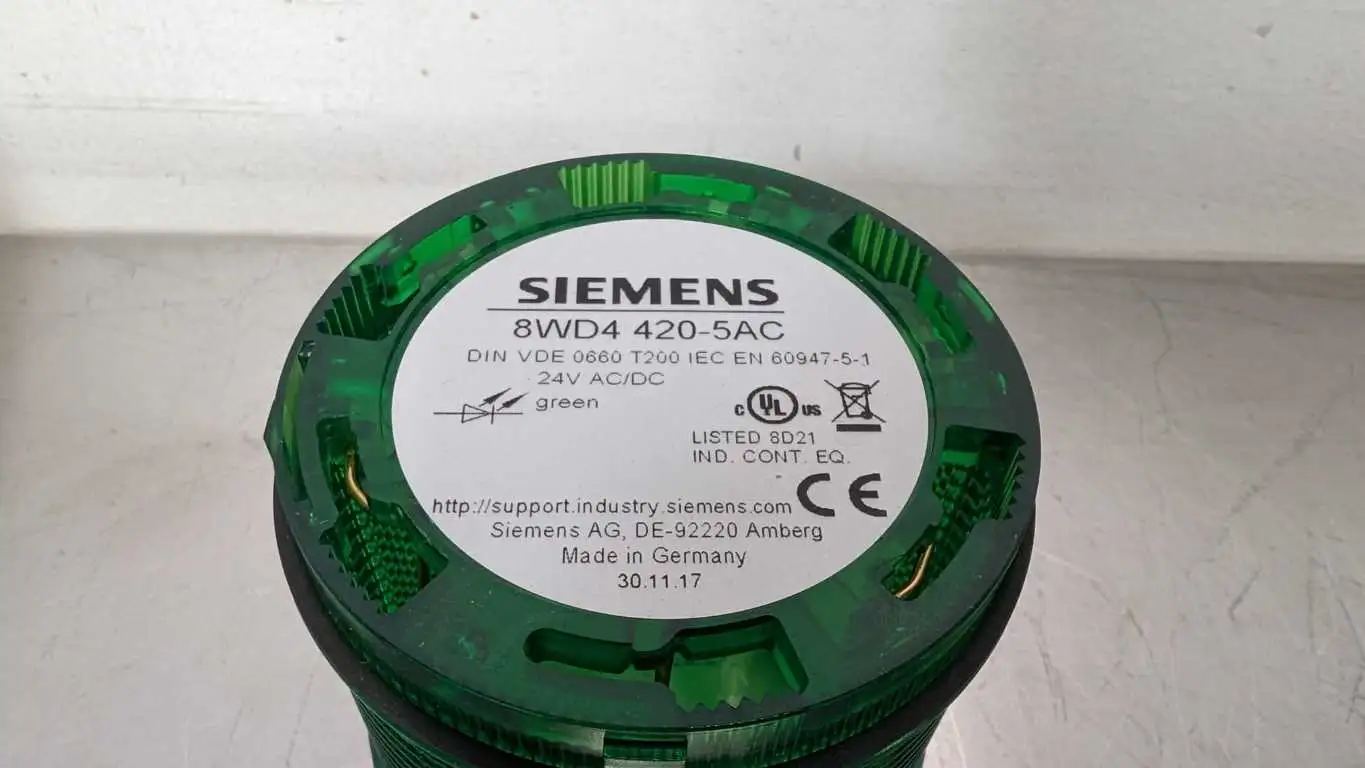 SIEMENS
8WD4 420-5AC
DIN VDE 0660 T200 IEC EN 60947-5-1
24V AC/DC
green
c UL us
LISTED 8D21
IND. CONT. EQ.
CE
http://support.industry.siemens.com
Siemens AG, DE-92220 Amberg
Made in Germany
30.11.17